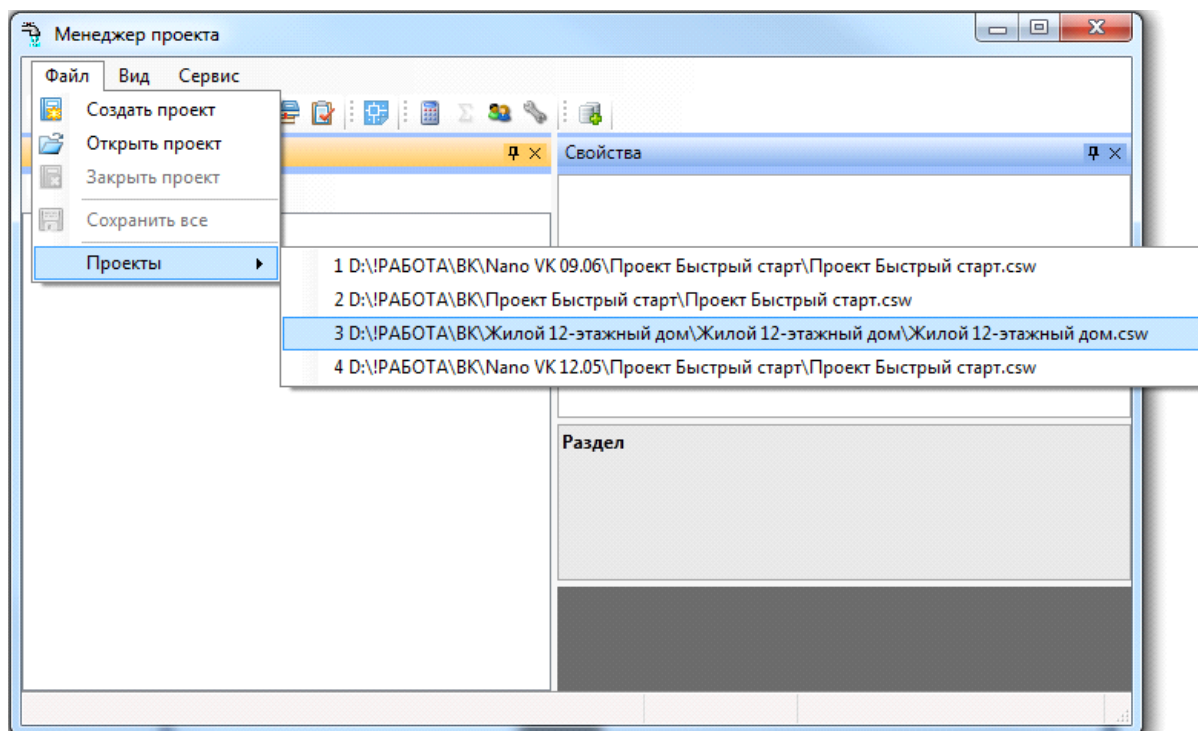 Менеджер проекта
Файл Вид Сервис
Создать проект
Открыть проект
Свойства
Закрыть проект
Сохранить все
Проекты
1 D:\!РАБОТА\ВК\Nano VK 09.06\Проект Быстрый старт\Проект Быстрый старт.csw
2 D:\!РАБОТА\ВК\Проект Быстрый старт\Проект Быстрый старт.csw
3 D:\!РАБОТА\ВК\Жилой 12-этажный дом\Жилой 12-этажный дом\Жилой 12-этажный дом.csw
4 D:\!РАБОТА\ВК\Nano VK 12.05\Проект Быстрый старт\Проект Быстрый старт.csw
Раздел